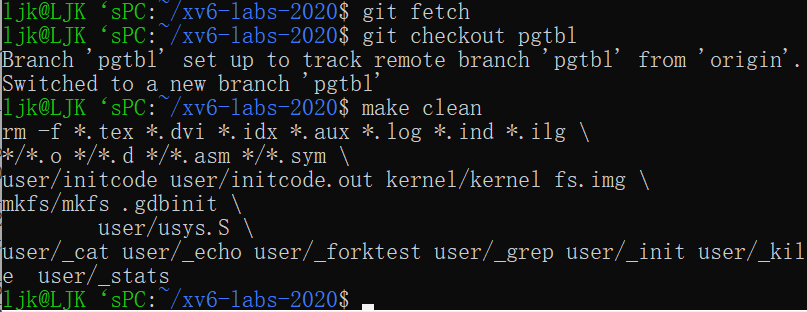 ljk@LJK ‘sPC:~/xv6-labs-2020$ git fetch
ljk@LJK ‘sPC:~/xv6-labs-2020$ git checkout pgtbl
Branch 'pgtbl' set up to track remote branch 'pgtbl' from 'origin'.
Switched to a new branch 'pgtbl'
ljk@LJK ‘sPC:~/xv6-labs-2020$ make clean
rm -f *.tex *.dvi *.idx *.aux *.log *.ind *.ilg \
*/*.o */*.d */*.asm */*.sym \
user/initcode user/initcode.out kernel/kernel fs.img \
mkfs/mkfs .gdbinit \
        user/usys.S \
user/_cat user/_echo user/_forktest user/_grep user/_init user/_kil
e  user/_stats
ljk@LJK ‘sPC:~/xv6-labs-2020$